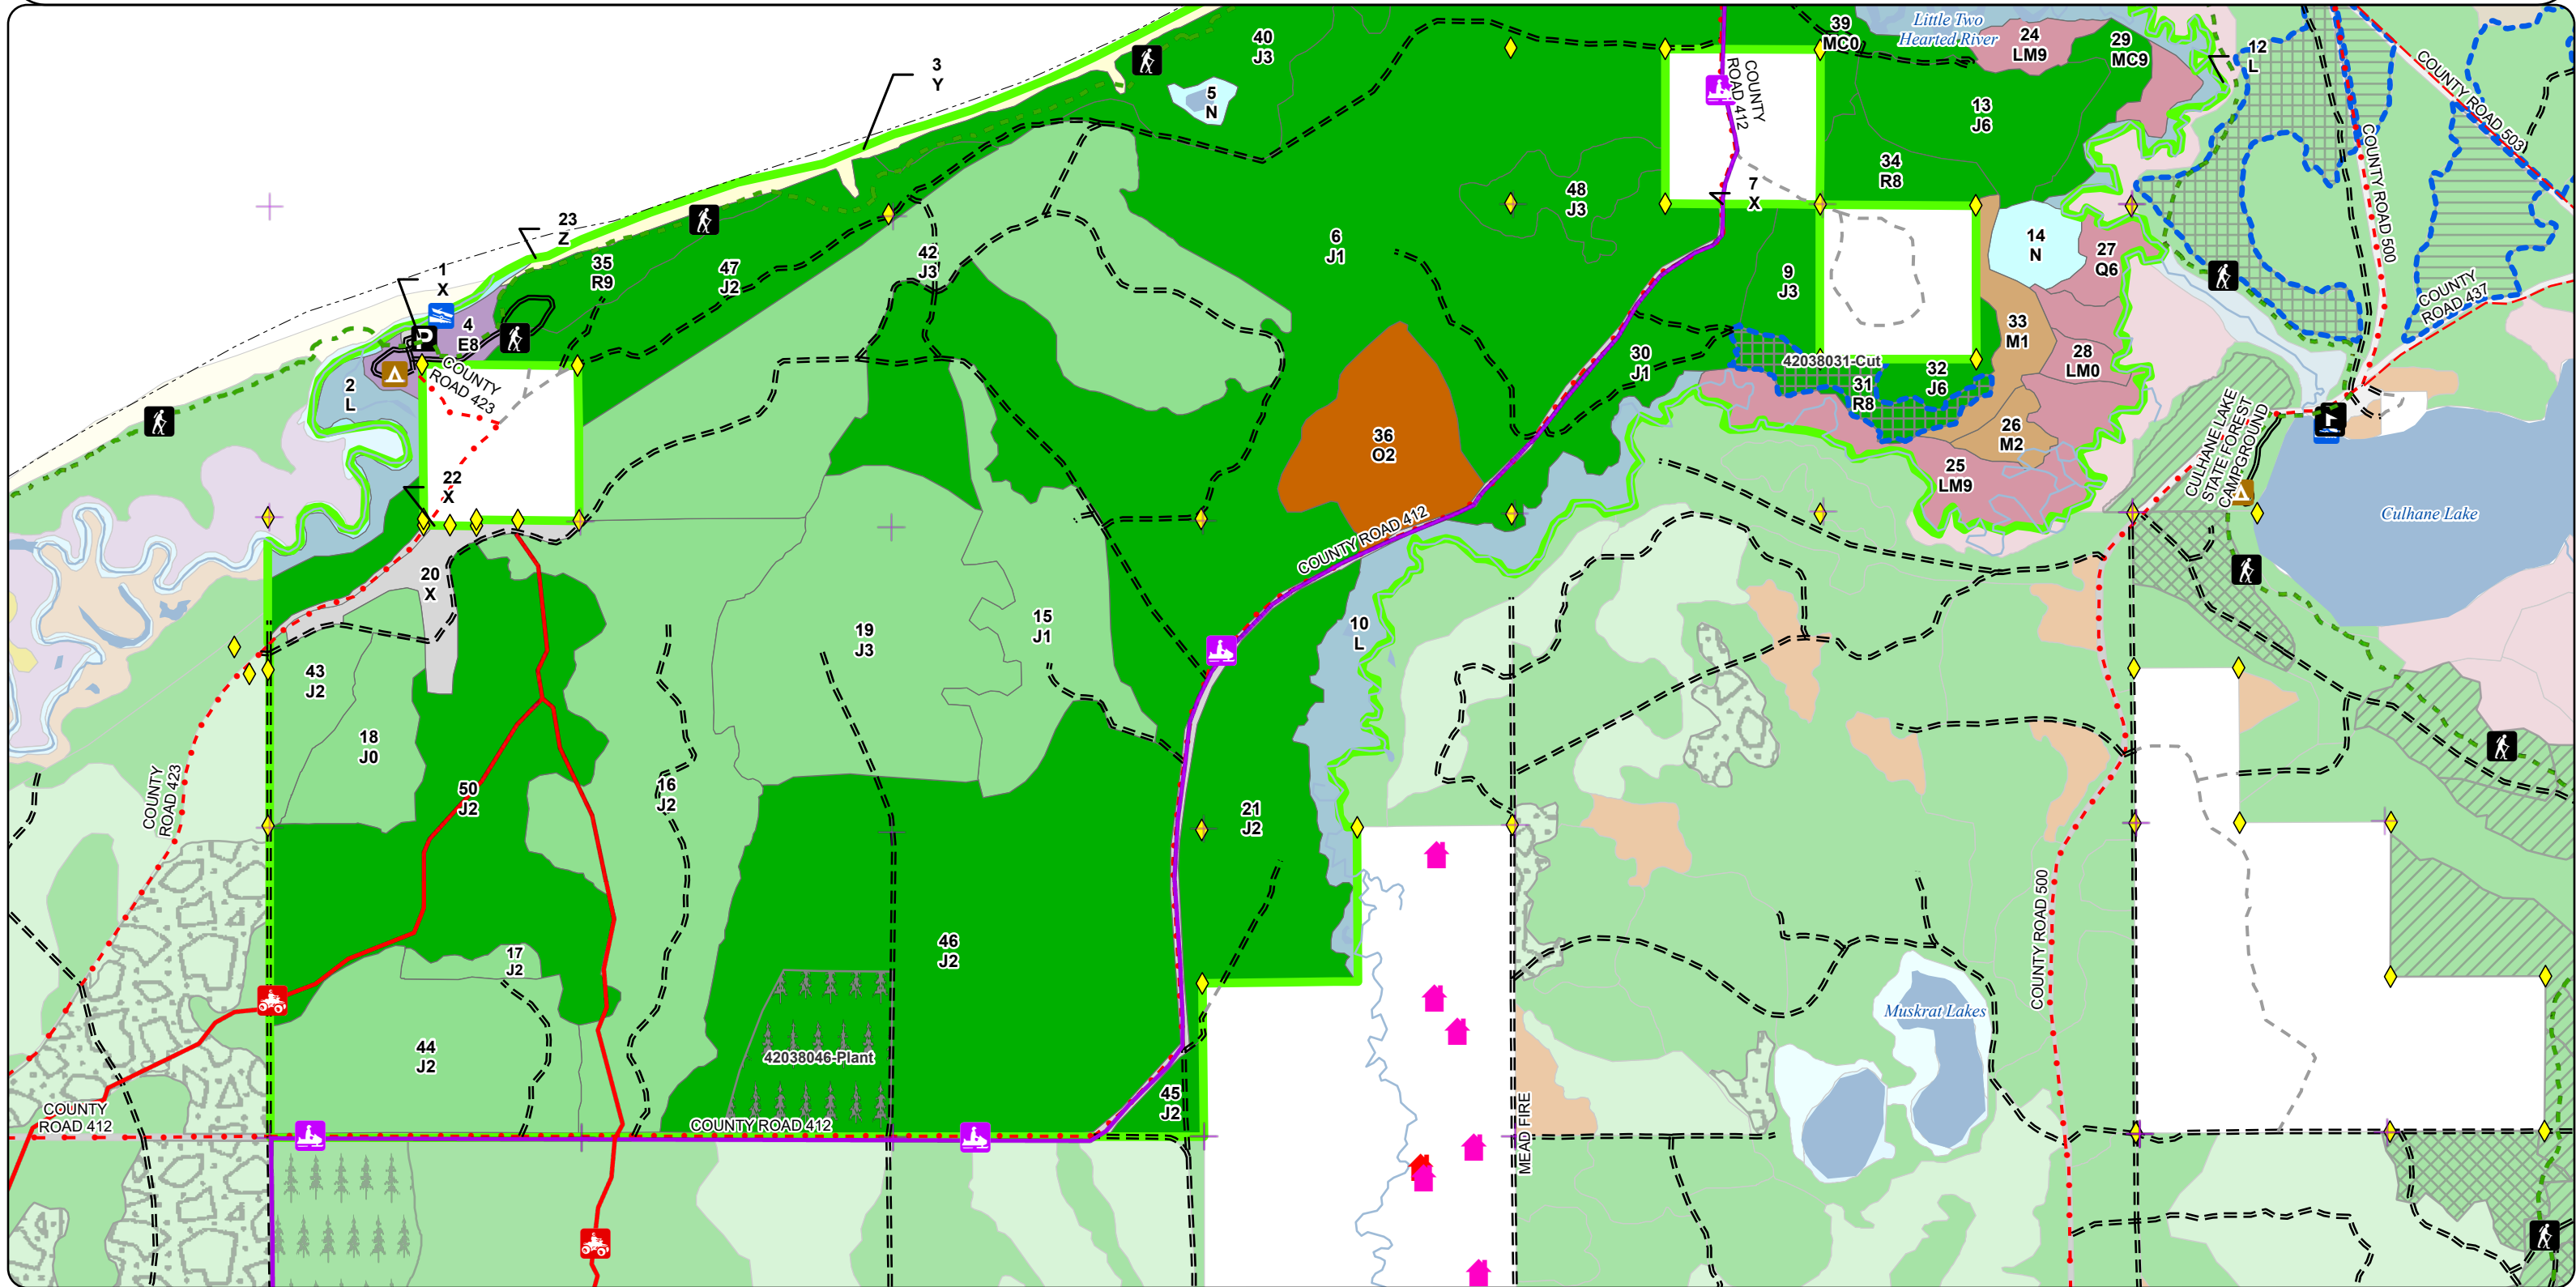 40
J3
39
MC0
Little Two
Hearted River
24
LM9
29
MC9
12
L
COUNTY ROAD 503
3
Y
5
N
COUNTY
ROAD 412
13
J6
COUNTY ROAD 500
34
R8
48
J3
7
X
23
Z
6
J1
14
N
27
Q6
42
J3
35
R9
47
J2
9
J3
COUNTY
ROAD 437
1
X
P
4
E8
33
M1
COUNTY
ROAD 423
30
J1
42038031-Cut
28
LM0
2
L
32
J6
31
R8
26
M2
CULHANE LAKE
STATE FOREST
CAMPGROUND
36
O2
25
LM9
22
X
Culhane Lake
COUNTY ROAD 412
20
X
19
J3
15
J1
10
L
43
J2
18
J0
COUNTY
ROAD 423
50
J2
16
J2
21
J2
COUNTY ROAD 500
46
J2
17
J2
Muskrat Lakes
44
J2
42038046-Plant
45
J2
COUNTY
ROAD 412
COUNTY ROAD 412
MEAD FIRE